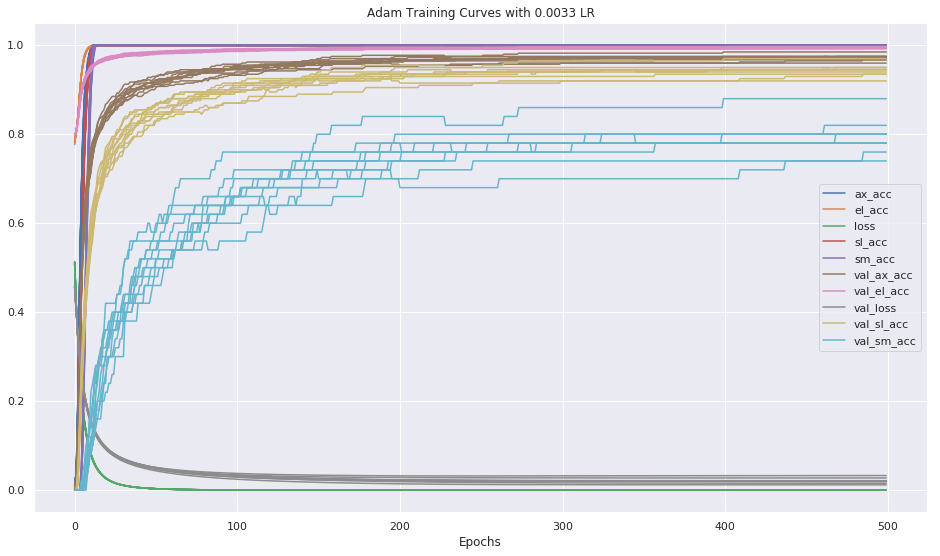 Adam Training Curves with 0.0033 LR
1.0
0.8
0.6
0.4
0.2
0.0
ax_acc
el_acc
loss
sl_acc
sm_acc
val_ax_acc
val_el_acc
val_loss
val_sl_acc
val_sm_acc
0 100 200 300 400 500
Epochs